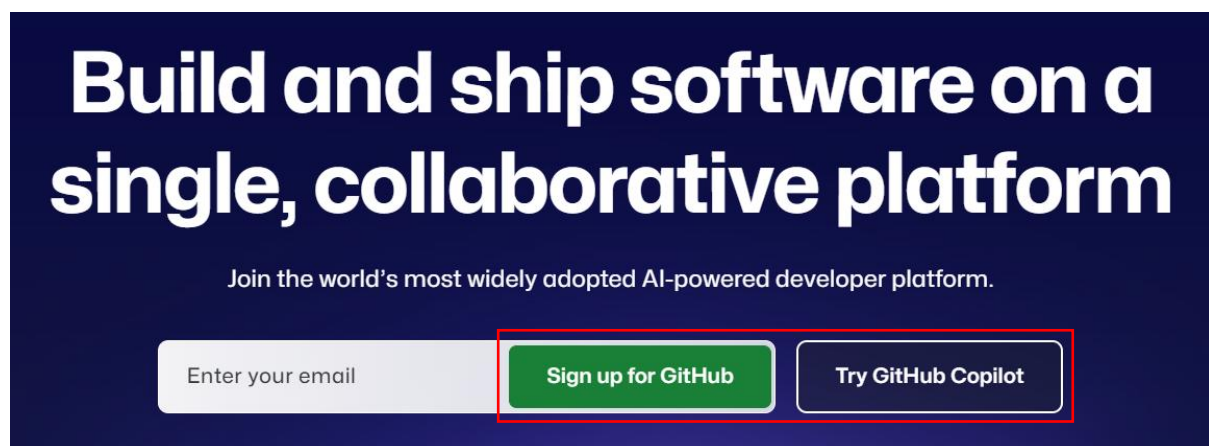 Build and ship software on a
single, collaborative platform
Join the world’s most widely adopted AI-powered developer platform.
Enter your email Sign up for GitHub Try GitHub Copilot